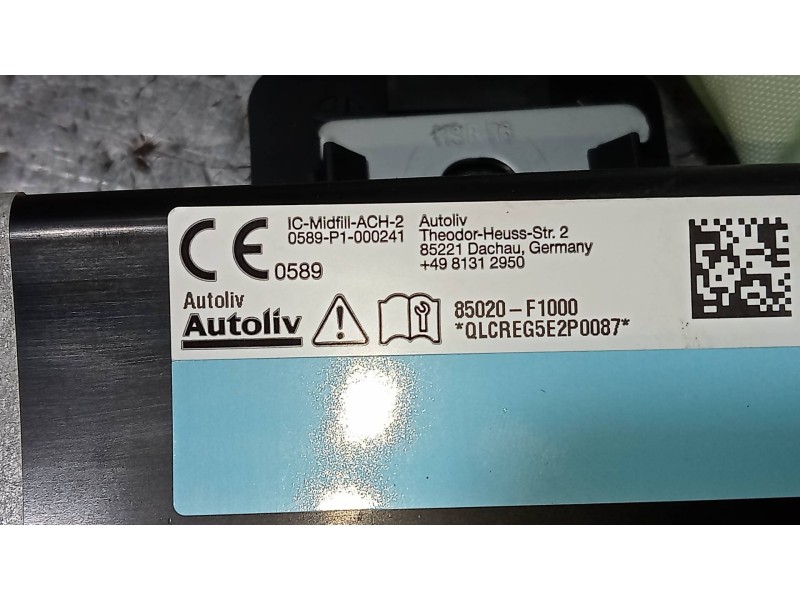 CE 0589
IC-Midfill-ACH-2
0589-P1-000241
Autoliv
Theodor-Heuss-Str. 2
85221 Dachau, Germany
+49 8131 2950
Autoliv
Autoliv
85020-F1000
*QLCREG5E2P0087*